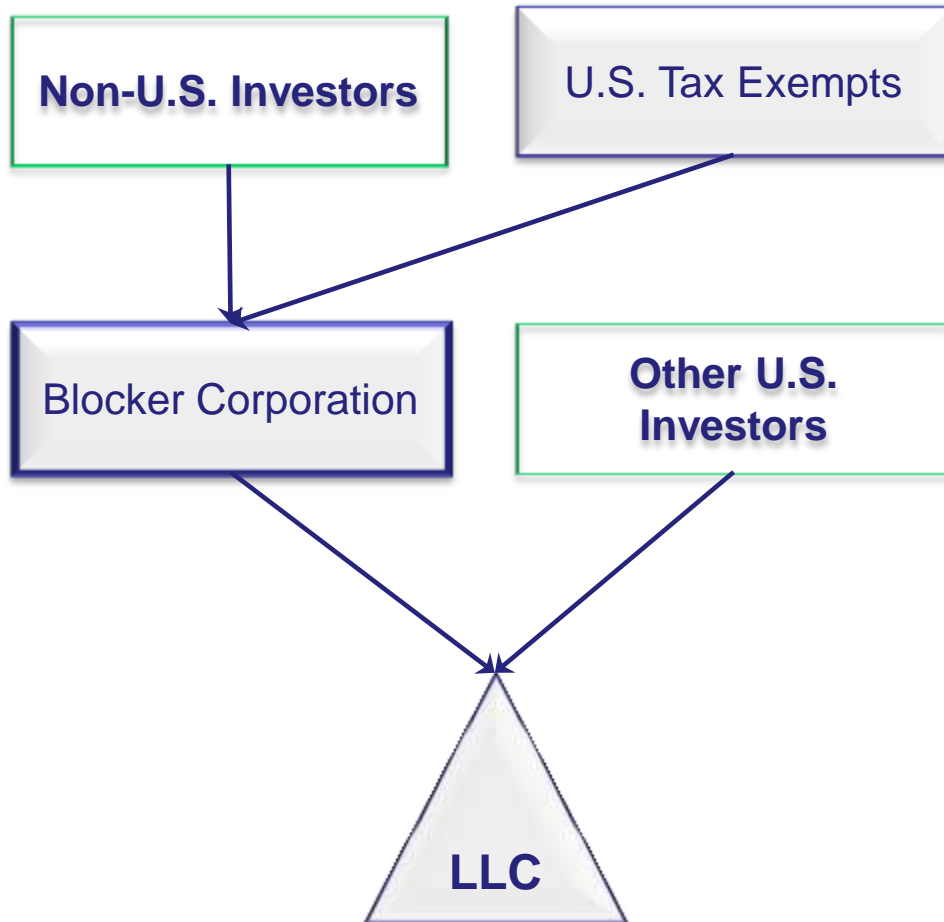 Non-U.S. Investors
U.S. Tax Exempts
Blocker Corporation
Other U.S.
Investors
LLC